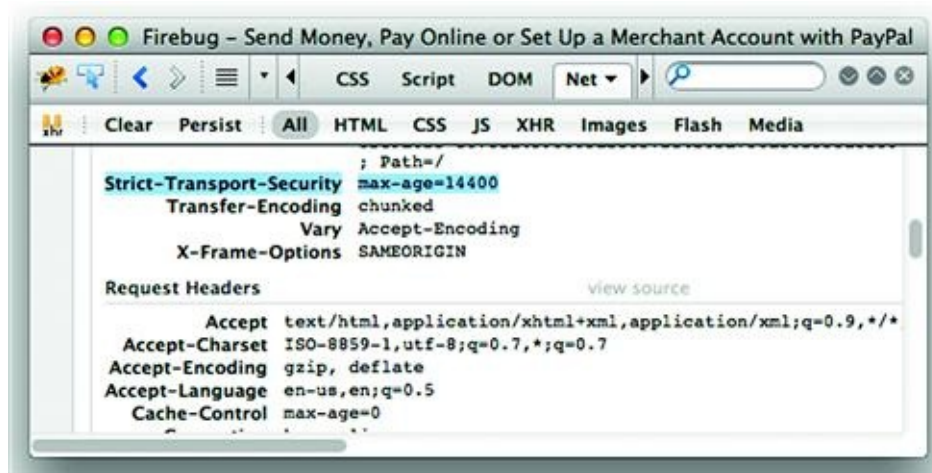 Firebug – Send Money, Pay Online or Set Up a Merchant Account with PayPal
CSS Script DOM Net
xhr Clear Persist All HTML CSS JS XHR Images Flash Media
; Path=/
Strict-Transport-Security max-age=14400
Transfer-Encoding chunked
Vary Accept-Encoding
X-Frame-Options SAMEORIGIN
Request Headers view source
Accept text/html,application/xhtml+xml,application/xml;q=0.9,*/*
Accept-Charset ISO-8859-1,utf-8;q=0.7,*;q=0.7
Accept-Encoding gzip, deflate
Accept-Language en-us,en;q=0.5
Cache-Control max-age=0